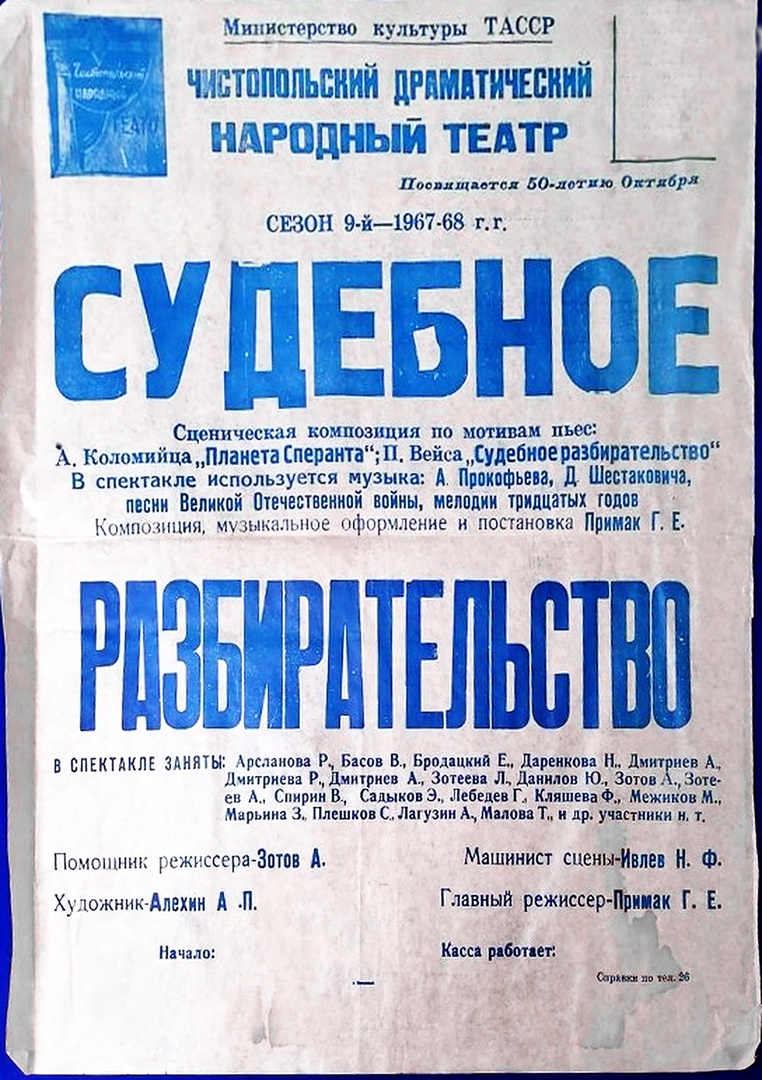 Министерство культуры ТАССР
Чистопольский
НАРОДНЫЙ
ТЕАТР
ЧИСТОПОЛЬСКИЙ ДРАМАТИЧЕСКИЙ
НАРОДНЫЙ ТЕАТР
Посвящается 50-летию Октября
СЕЗОН 9-й—1967-68 г.г.
СУДЕБНОЕ
Сценическая композиция по мотивам пьес:
А. Коломийца „Планета Сперанта“; П. Вейса „Судебное разбирательство“
В спектакле используется музыка: А. Прокофьева, Д. Шестаковича,
песни Великой Отечественной войны, мелодии тридцатых годов
Композиция, музыкальное оформление и постановка Примак Г. Е.
РАЗБИРАТЕЛЬСТВО
В СПЕКТАКЛЕ ЗАНЯТЫ: Арсланова Р., Басов В., Бродацкий Е., Даренкова Н., Дмитриев А.,
Дмитриева Р., Дмитриев А., Зотеева Л., Данилов Ю., Зотов А., Зоте-
ев А., Спирин В., Садыков Э., Лебедев Г., Кляшева Ф., Межиков М.,
Марьина З., Плешков С., Лагузин А., Малова Т., и др. участники н. т.
Помощник режиссера-Зотов А.
Машинист сцены-Ивлев Н. Ф.
Художник-Алехин А .П.
Главный режиссер-Примак Г. Е.
Начало:
Касса работает:
Справки по тел. 26